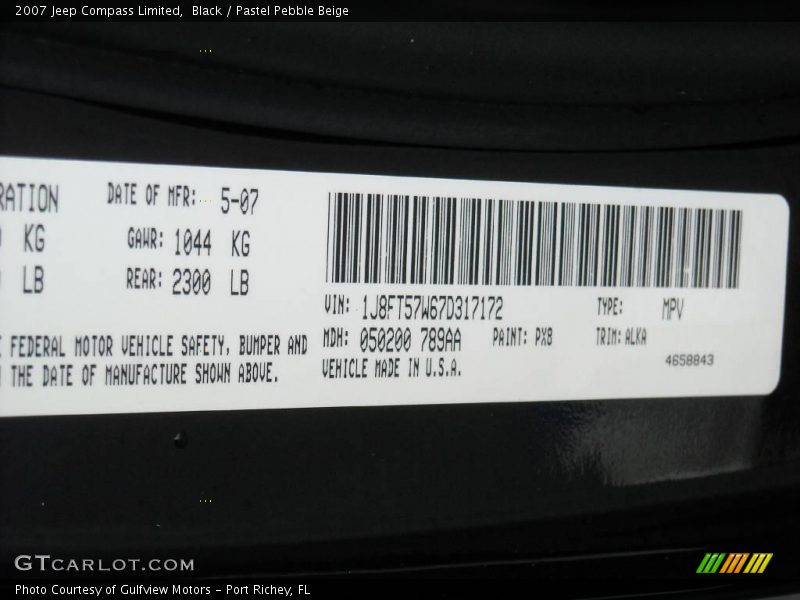 2007 Jeep Compass Limited, Black / Pastel Pebble Beige
RATION DATE OF MFR: 5-07
KG GAWR: 1044 KG
LB REAR: 2300 LB
VIN: 1J8FT57W67D317172 TYPE: MPV
FEDERAL MOTOR VEHICLE SAFETY, BUMPER AND MDH: 050200 789AA PAINT: PX8 TRIM: ALKA
THE DATE OF MANUFACTURE SHOWN ABOVE. VEHICLE MADE IN U.S.A. 4658843
GTCARLOT.COM
Photo Courtesy of Gulfview Motors - Port Richey, FL